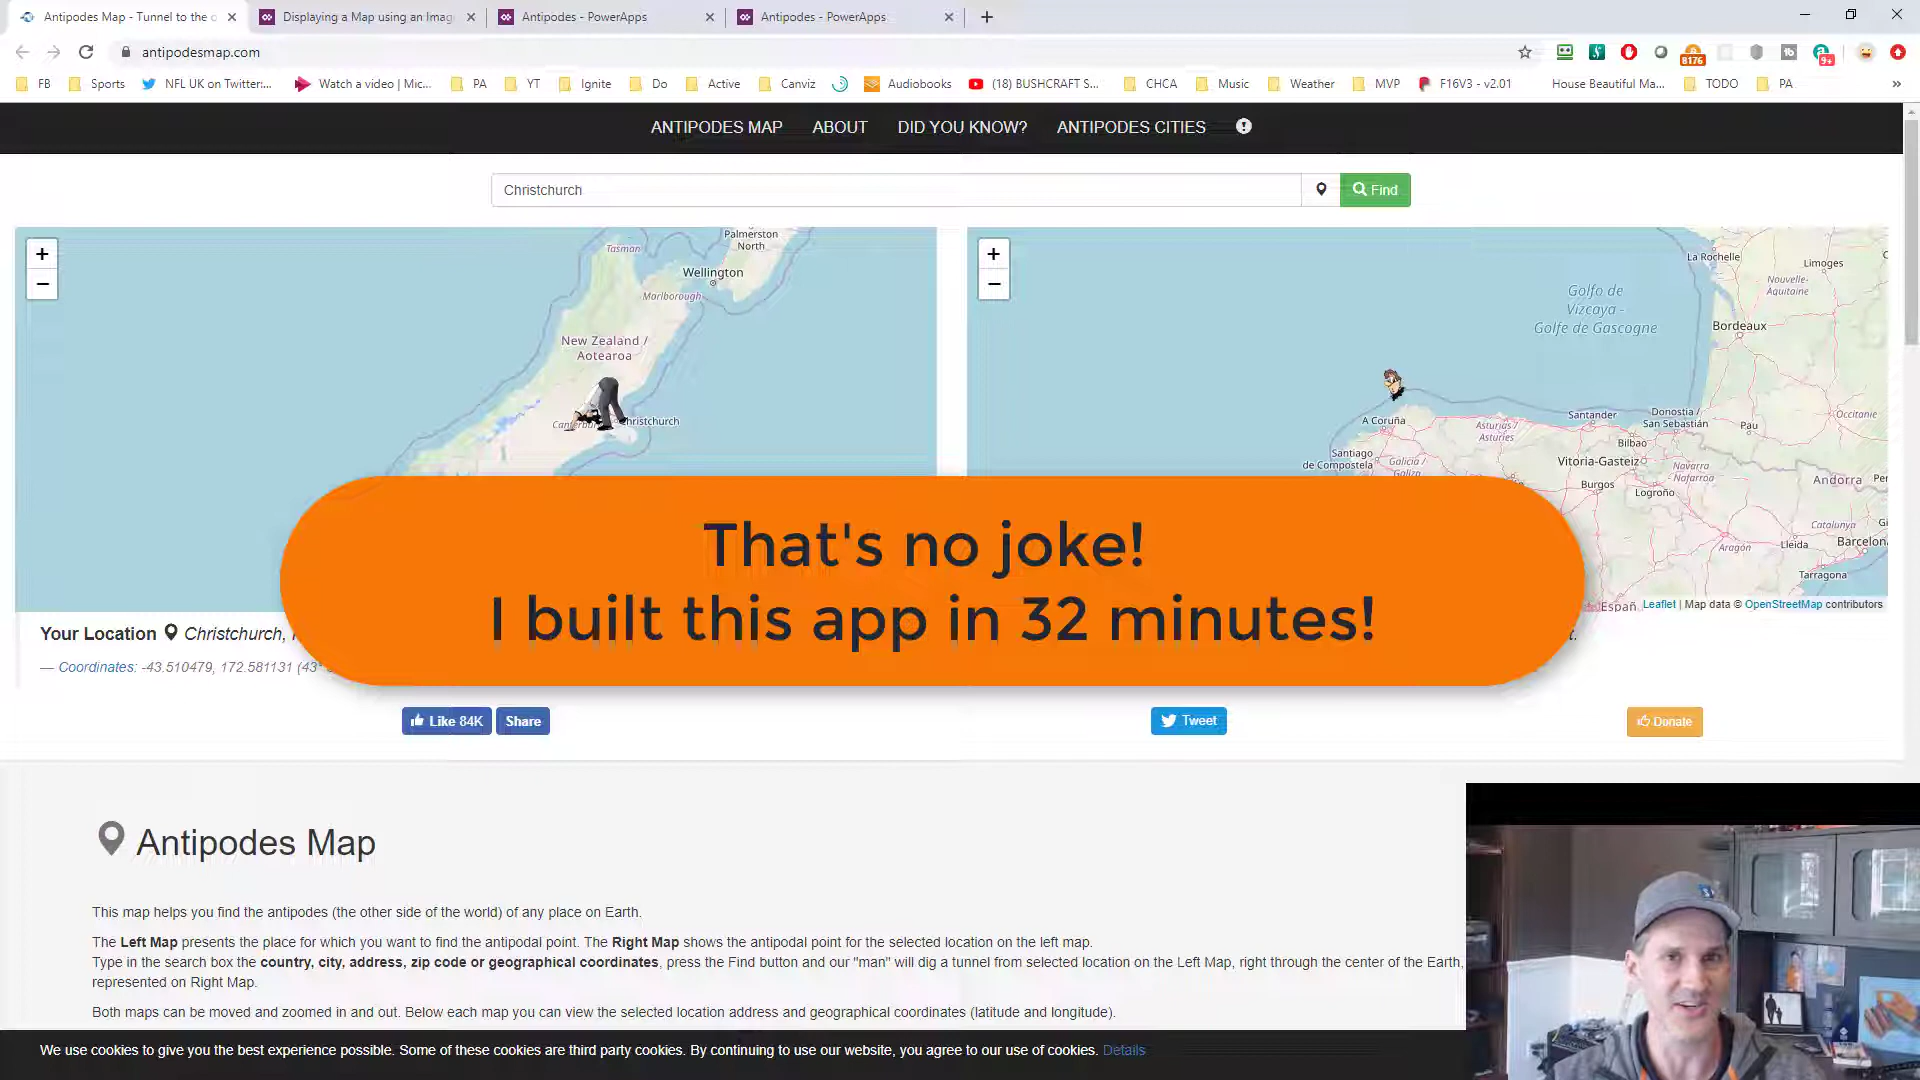 Antipodes Map - Tunnel to the o
Displaying a Map using an Imag
Antipodes - PowerApps
Antipodes - PowerApps
antipodesmap.com
8176
9+
FB
Sports
NFL UK on Twitter:...
Watch a video | Mic...
PA
YT
Ignite
Do
Active
Canviz
Audiobooks
(18) BUSHCRAFT S...
CHCA
Music
Weather
MVP
F16V3 - v2.01
House Beautiful Ma...
TODO
PA
ANTIPODES MAP
ABOUT
DID YOU KNOW?
ANTIPODES CITIES
Christchurch
Find
+
−
Tasman
Palmerston
North
Wellington
Marlborough
New Zealand /
Aotearoa
Christchurch
+
−
La Rochelle
Limoges
Nouvelle-
Aquitaine
Golfo de
Vizcaya -
Golfe de Gascogne
Bordeaux
A Coruña
Santiago
de Compostela
Galicia /
Galiza
Asturias /
Asturies
Santander
Donostia /
San Sebastián
Bilbao
Pau
Occitanie
Vitoria-Gasteiz
Navarra
- Nafarroa
Burgos
Logroño
Andorra
Catalunya
Aragón
Lleida
Barcelon
Tarragona
España
Leaflet | Map data © OpenStreetMap contributors
That's no joke!
I built this app in 32 minutes!
Your Location Christchurch,
— Coordinates: -43.510479, 172.581131 (43°
Like 84K
Share
Tweet
Donate
Antipodes Map
This map helps you find the antipodes (the other side of the world) of any place on Earth.
The Left Map presents the place for which you want to find the antipodal point. The Right Map shows the antipodal point for the selected location on the left map.
Type in the search box the country, city, address, zip code or geographical coordinates, press the Find button and our "man" will dig a tunnel from selected location on the Left Map, right through the center of the Earth,
represented on Right Map.
Both maps can be moved and zoomed in and out. Below each map you can view the selected location address and geographical coordinates (latitude and longitude).
We use cookies to give you the best experience possible. Some of these cookies are third party cookies. By continuing to use our website, you agree to our use of cookies. Details